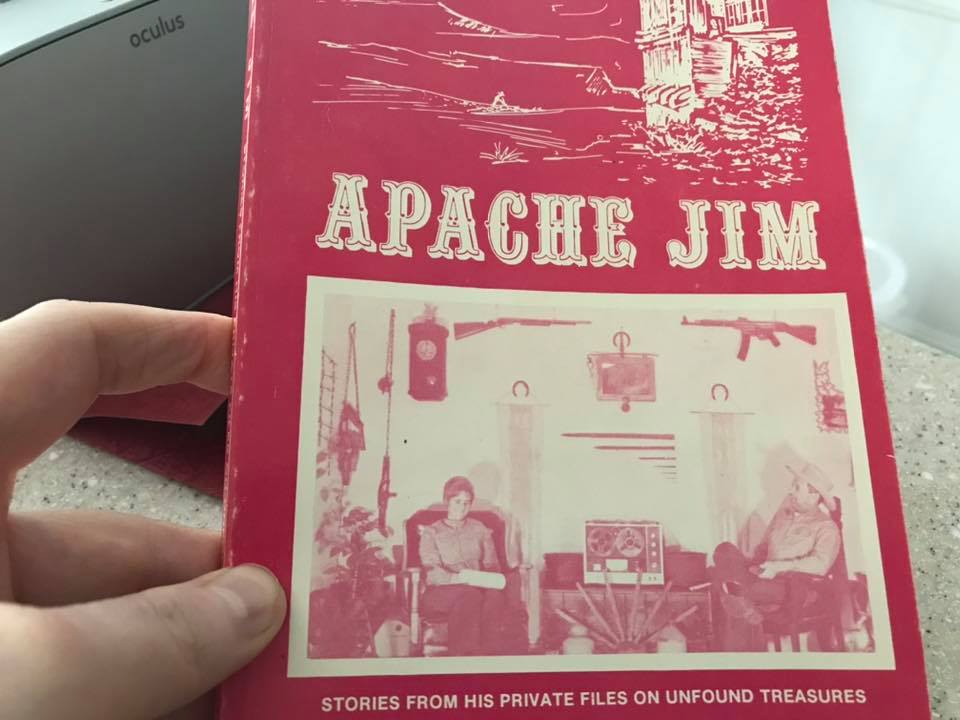 oculus
APACHE JIM
STORIES FROM HIS PRIVATE FILES ON UNFOUND TREASURES